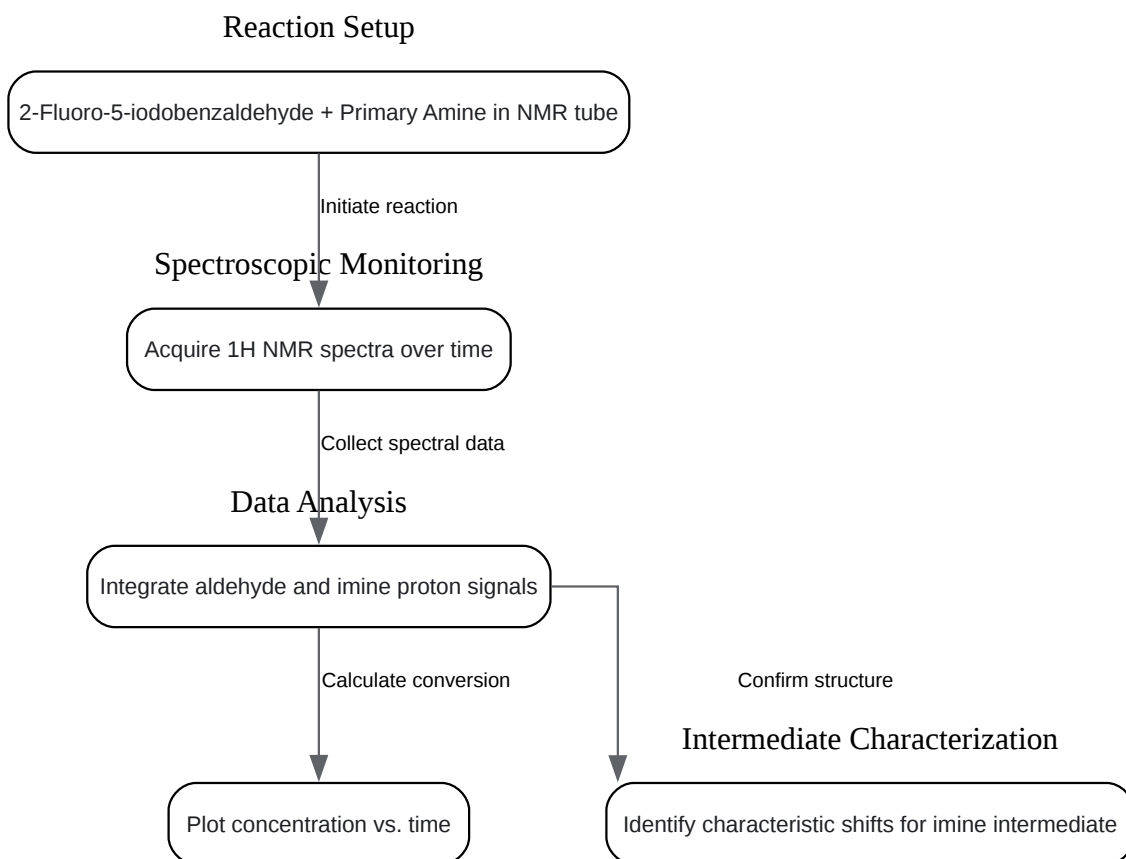 Reaction Setup
2-Fluoro-5-iodobenzaldehyde + Primary Amine in NMR tube
Initiate reaction
Spectroscopic Monitoring
Acquire 1H NMR spectra over time
Collect spectral data
Data Analysis
Integrate aldehyde and imine proton signals
Calculate conversion
Confirm structure
Intermediate Characterization
Plot concentration vs. time
Identify characteristic shifts for imine intermediate